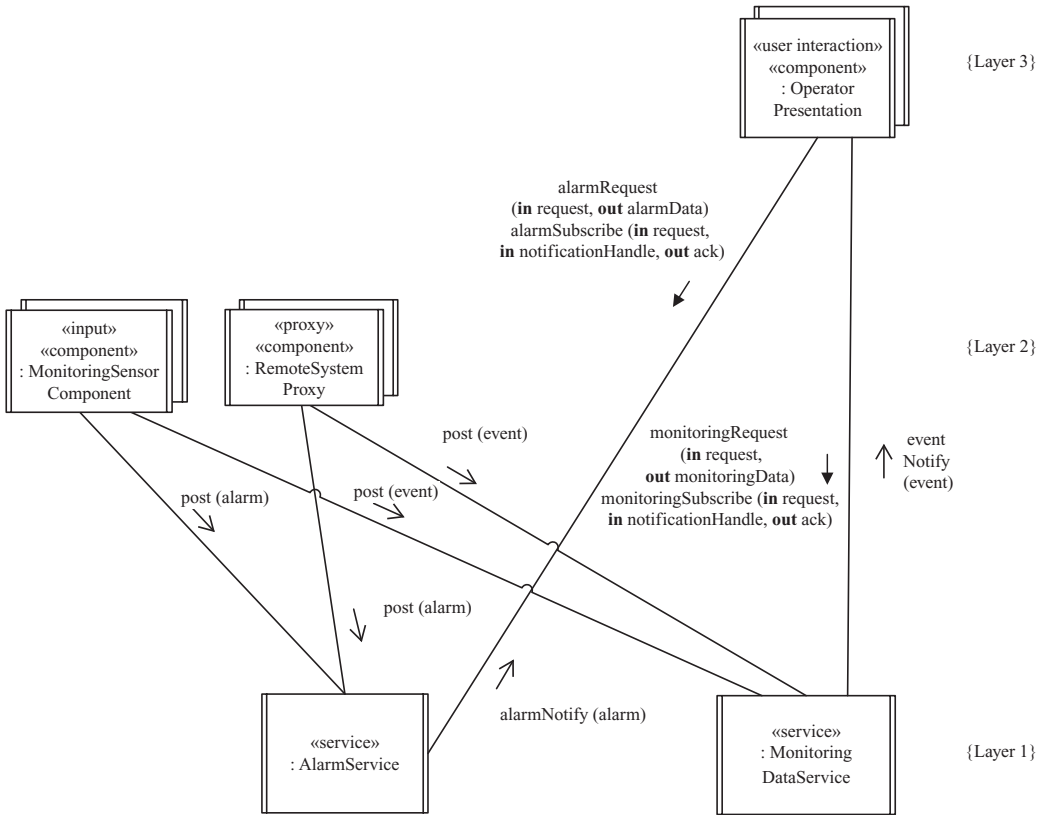 «user interaction»
«component»
: Operator
Presentation
{Layer 3}
alarmRequest
(in request, out alarmData)
alarmSubscribe (in request,
in notificationHandle, out ack)
«input»
«component»
: MonitoringSensor
Component
«proxy»
«component»
: RemoteSystem
Proxy
{Layer 2}
post (event)
monitoringRequest
(in request,
out monitoringData)
monitoringSubscribe (in request,
in notificationHandle, out ack)
event
Notify
(event)
post (alarm)
post (event)
post (alarm)
alarmNotify (alarm)
«service»
: AlarmService
«service»
: Monitoring
DataService
{Layer 1}